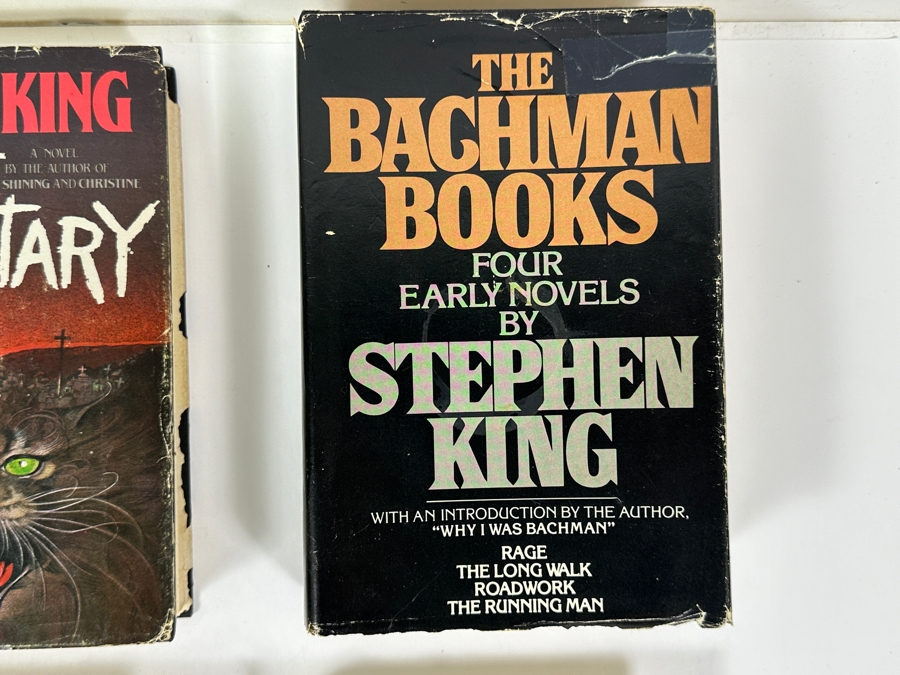 KING
A NOVEL
BY THE AUTHOR OF
SHINING AND CHRISTINE
TARY
THE
BACHMAN
BOOKS
FOUR
EARLY NOVELS
BY
STEPHEN
KING
WITH AN INTRODUCTION BY THE AUTHOR,
“WHY I WAS BACHMAN”
RAGE
THE LONG WALK
ROADWORK
THE RUNNING MAN